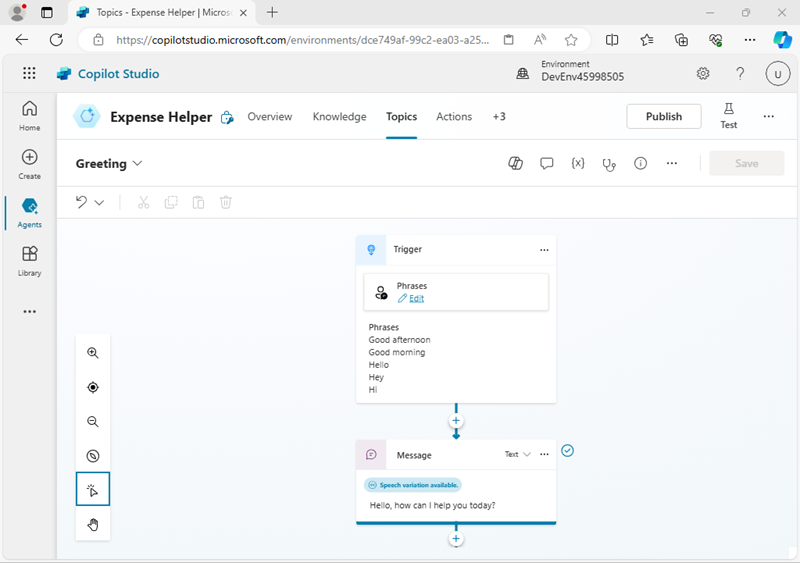 Topics - Expense Helper | Micros
https://copilotstudio.microsoft.com/environments/dce749af-99c2-ea03-a25...
Copilot Studio
Environment
DevEnv45998505
U
Home
Create
Agents
Library
Expense Helper
Overview
Knowledge
Topics
Actions
+3
Publish
Test
Greeting
{x}
Save
Trigger
Phrases
Edit
Phrases
Good afternoon
Good morning
Hello
Hey
Hi
Message
Text
Speech variation available.
Hello, how can I help you today?